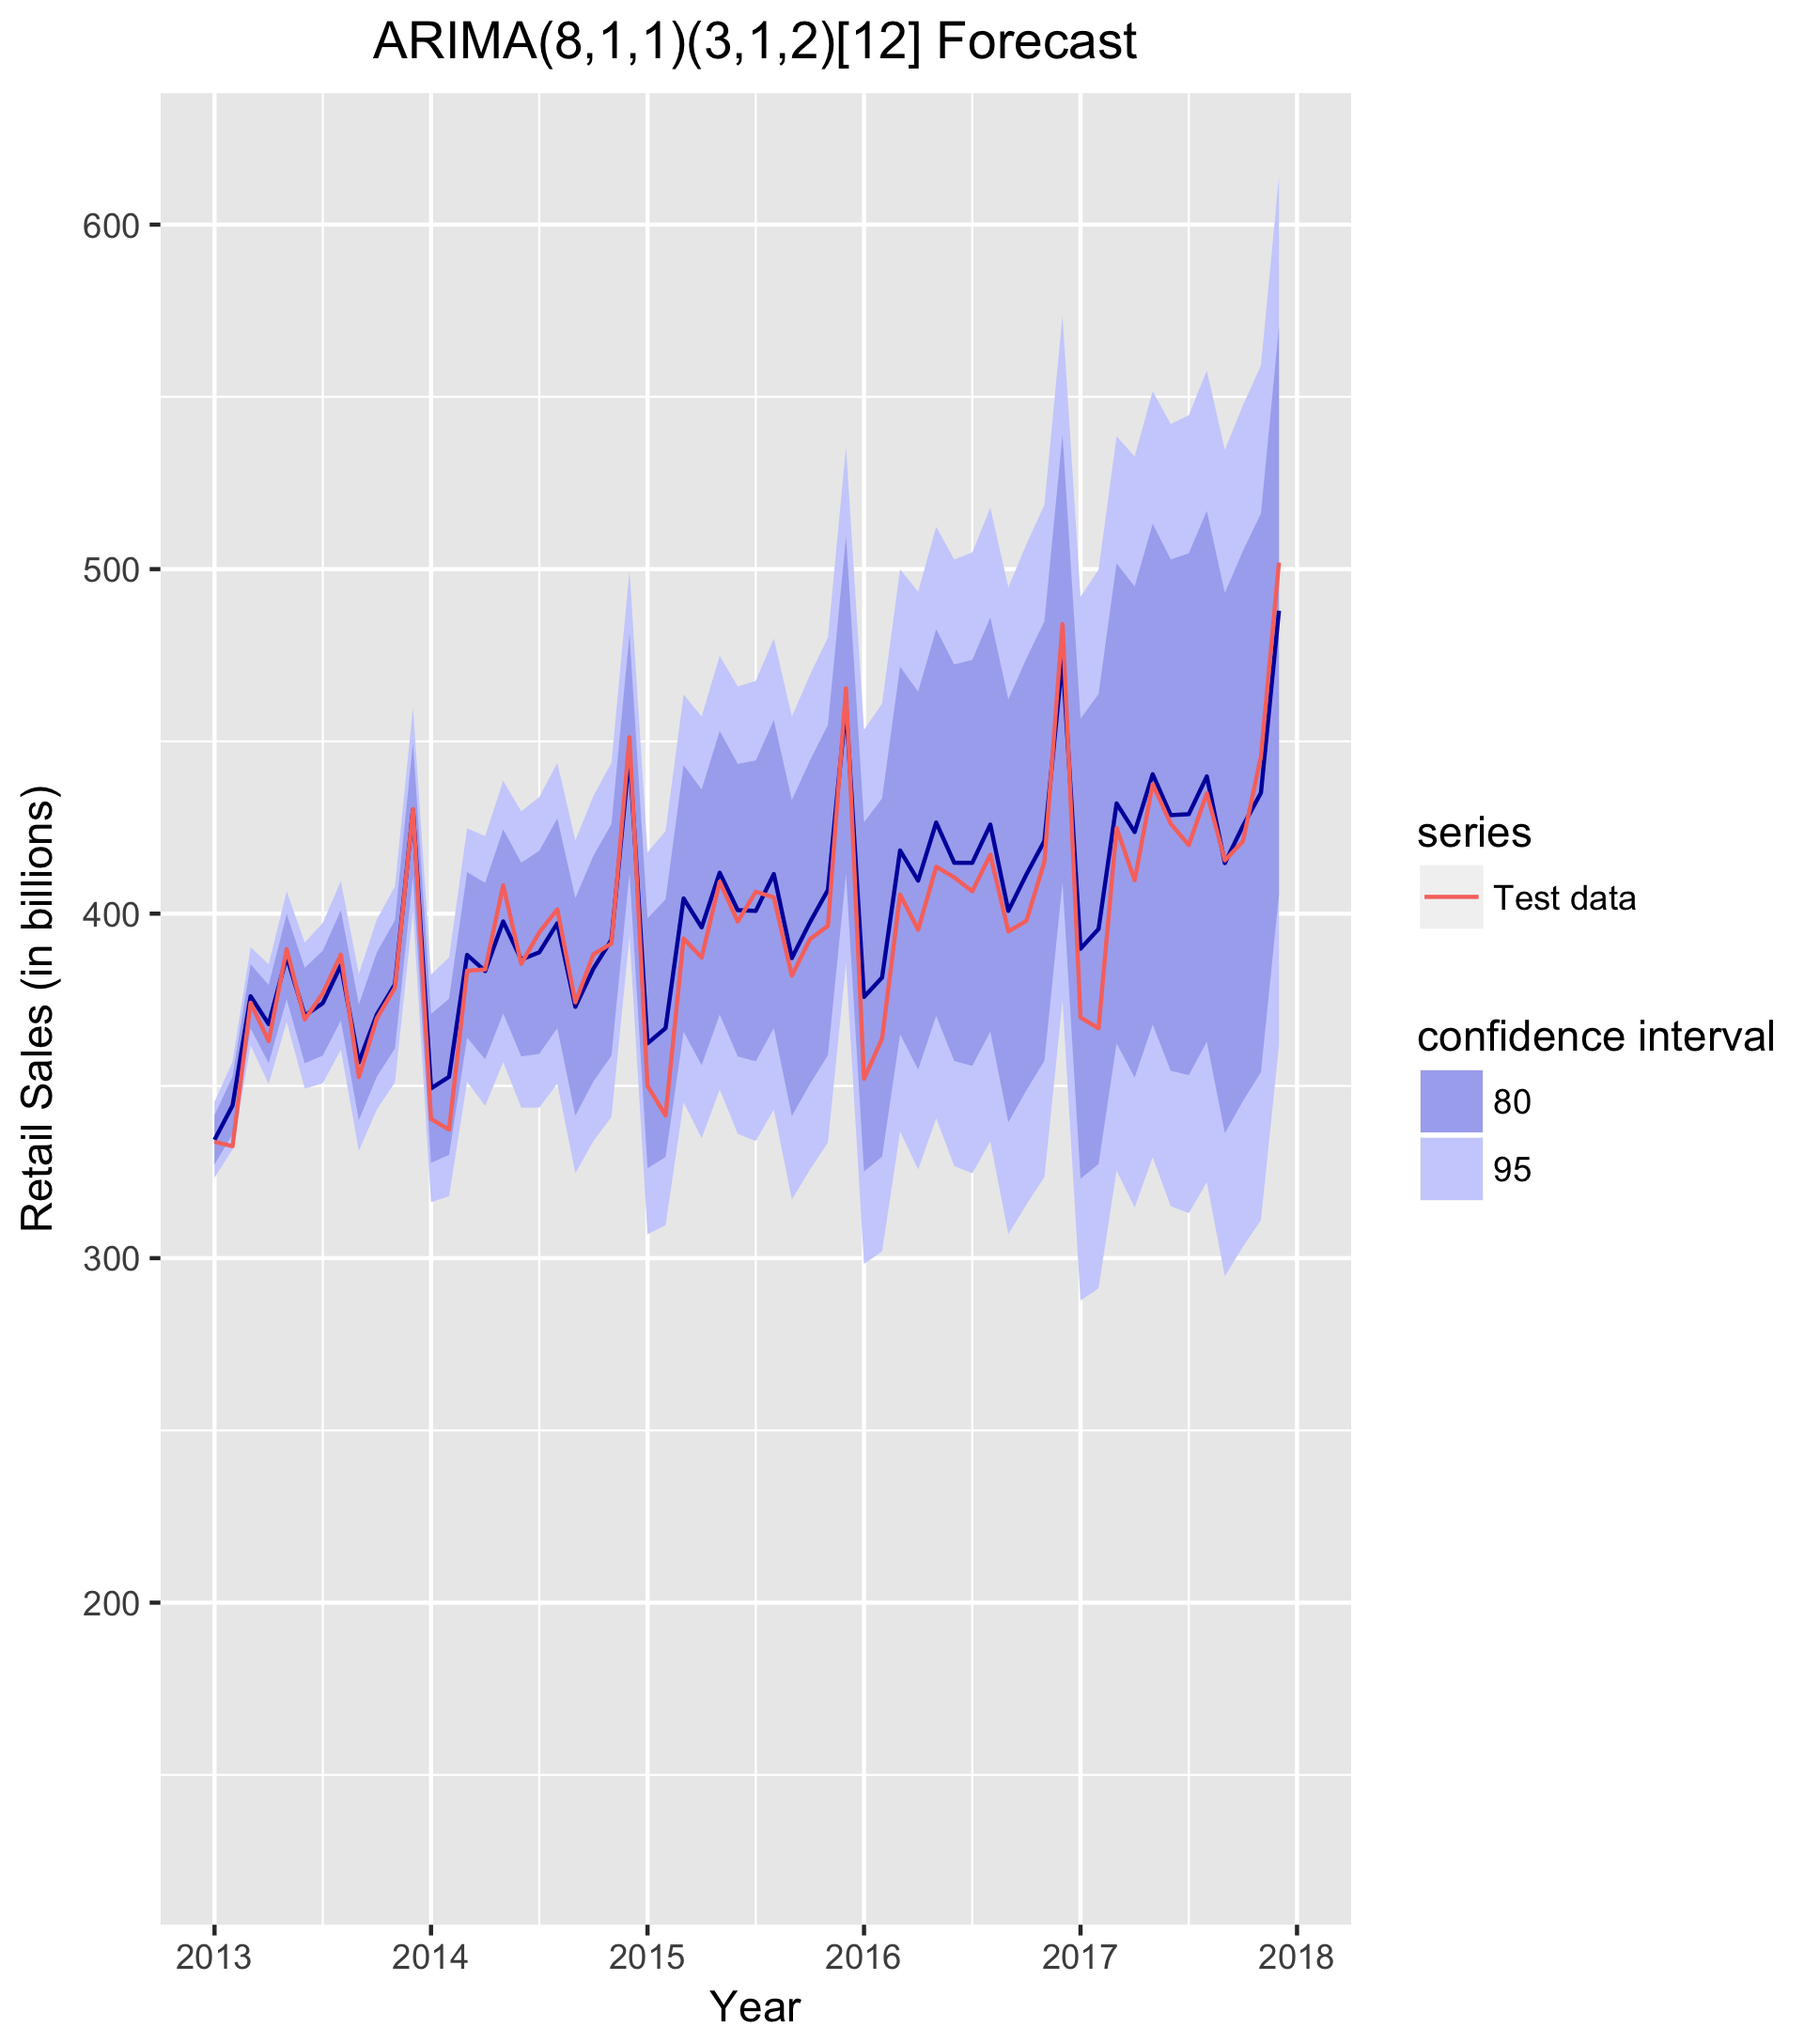 ARIMA(8,1,1)(3,1,2)[12] Forecast
Retail Sales (in billions)
600
500
400
300
200
2013 2014 2015 2016 2017 2018
Year
series
Test data
confidence interval
80
95